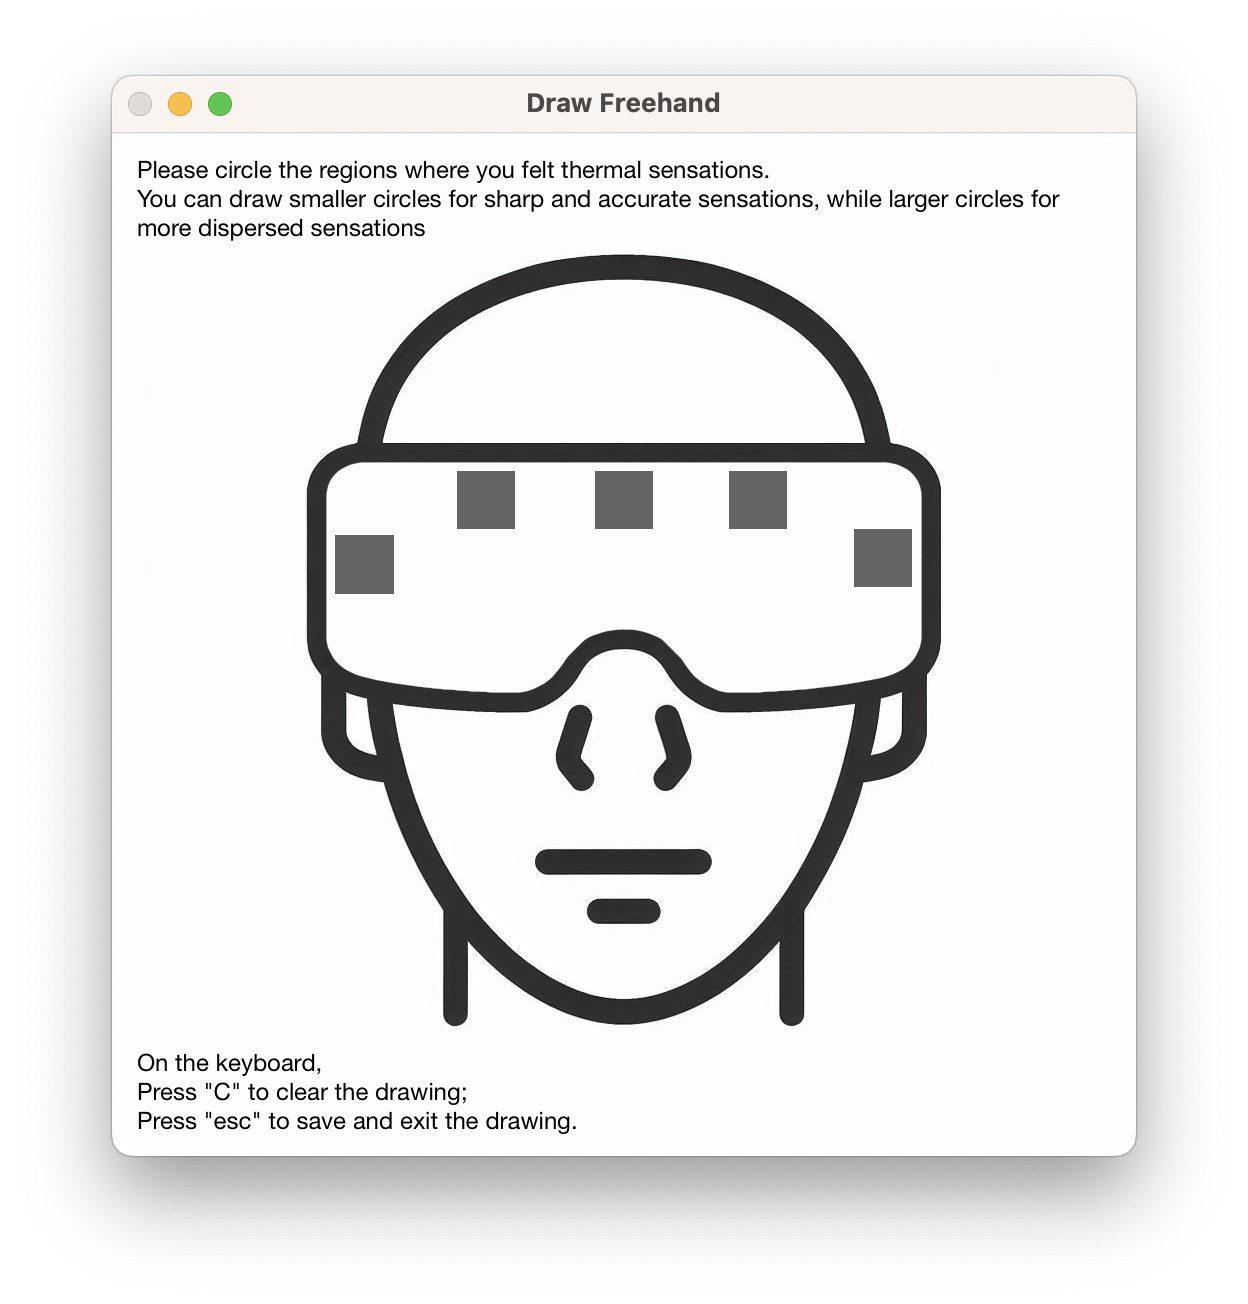 Draw Freehand
Please circle the regions where you felt thermal sensations.
You can draw smaller circles for sharp and accurate sensations, while larger circles for
more dispersed sensations
On the keyboard,
Press "C" to clear the drawing;
Press "esc" to save and exit the drawing.